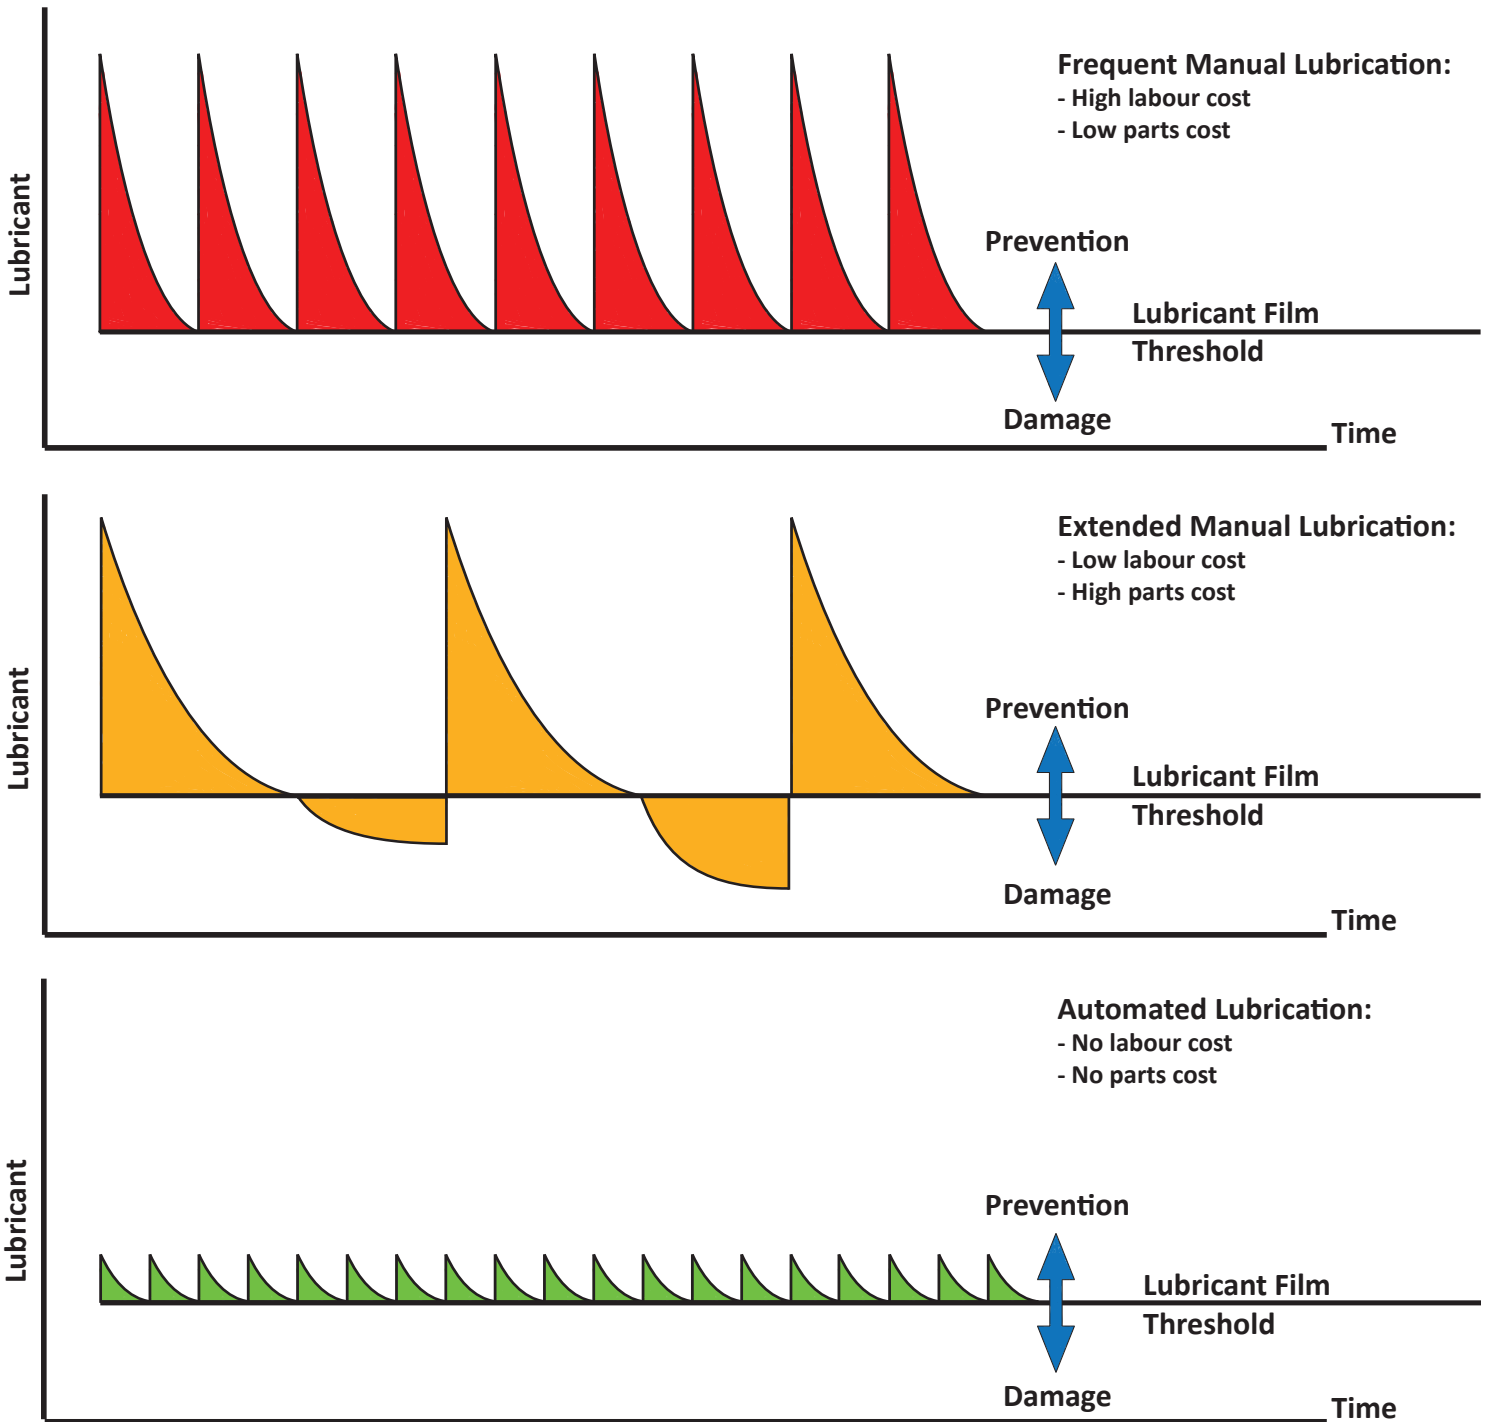 Lubricant
Frequent Manual Lubrication:
- High labour cost
- Low parts cost
Prevention
Lubricant Film
Threshold
Damage
Time
Lubricant
Extended Manual Lubrication:
- Low labour cost
- High parts cost
Prevention
Lubricant Film
Threshold
Damage
Time
Lubricant
Automated Lubrication:
- No labour cost
- No parts cost
Prevention
Lubricant Film
Threshold
Damage
Time